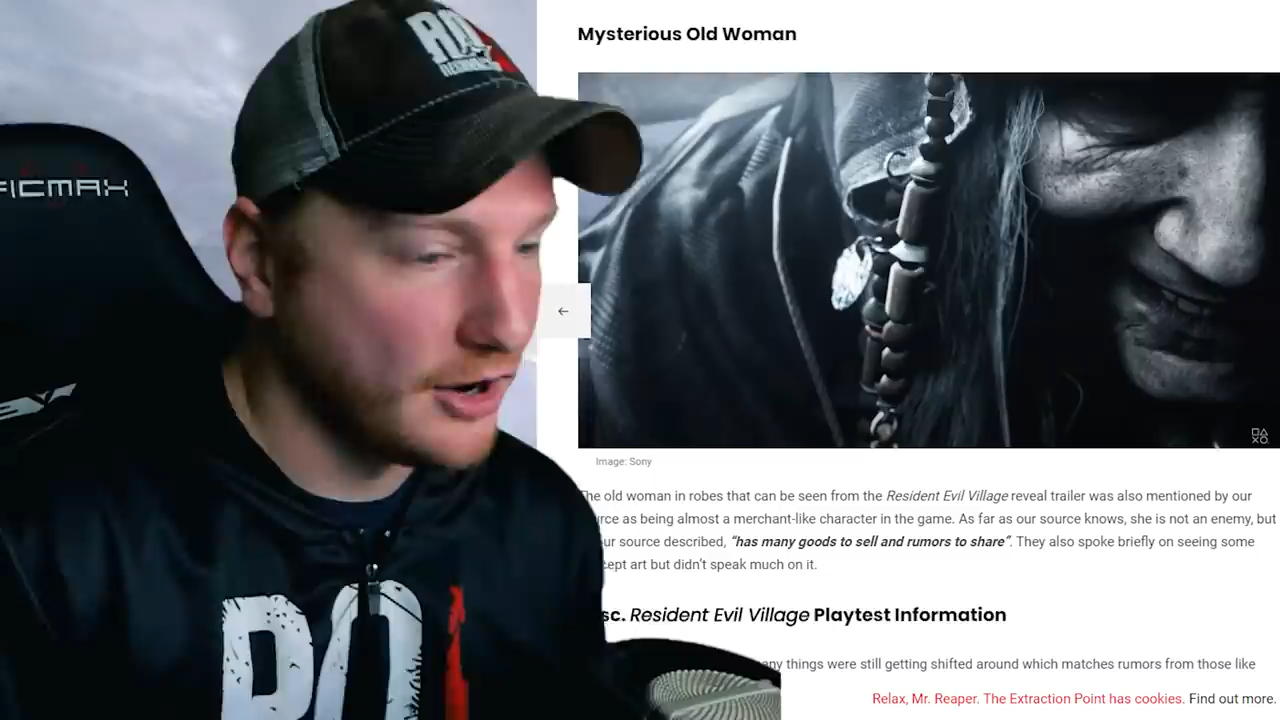 Mysterious Old Woman
FICMAX
Image: Sony
The old woman in robes that can be seen from the Resident Evil Village reveal trailer was also mentioned by our
as being almost a merchant-like character in the game. As far as our source knows, she is not an enemy, but
our source described, “has many goods to sell and rumors to share”. They also spoke briefly on seeing some
art but didn’t speak much on it.
Resident Evil Village Playtest Information
things were still getting shifted around which matches rumors from those like
Relax, Mr. Reaper. The Extraction Point has cookies. Find out more.